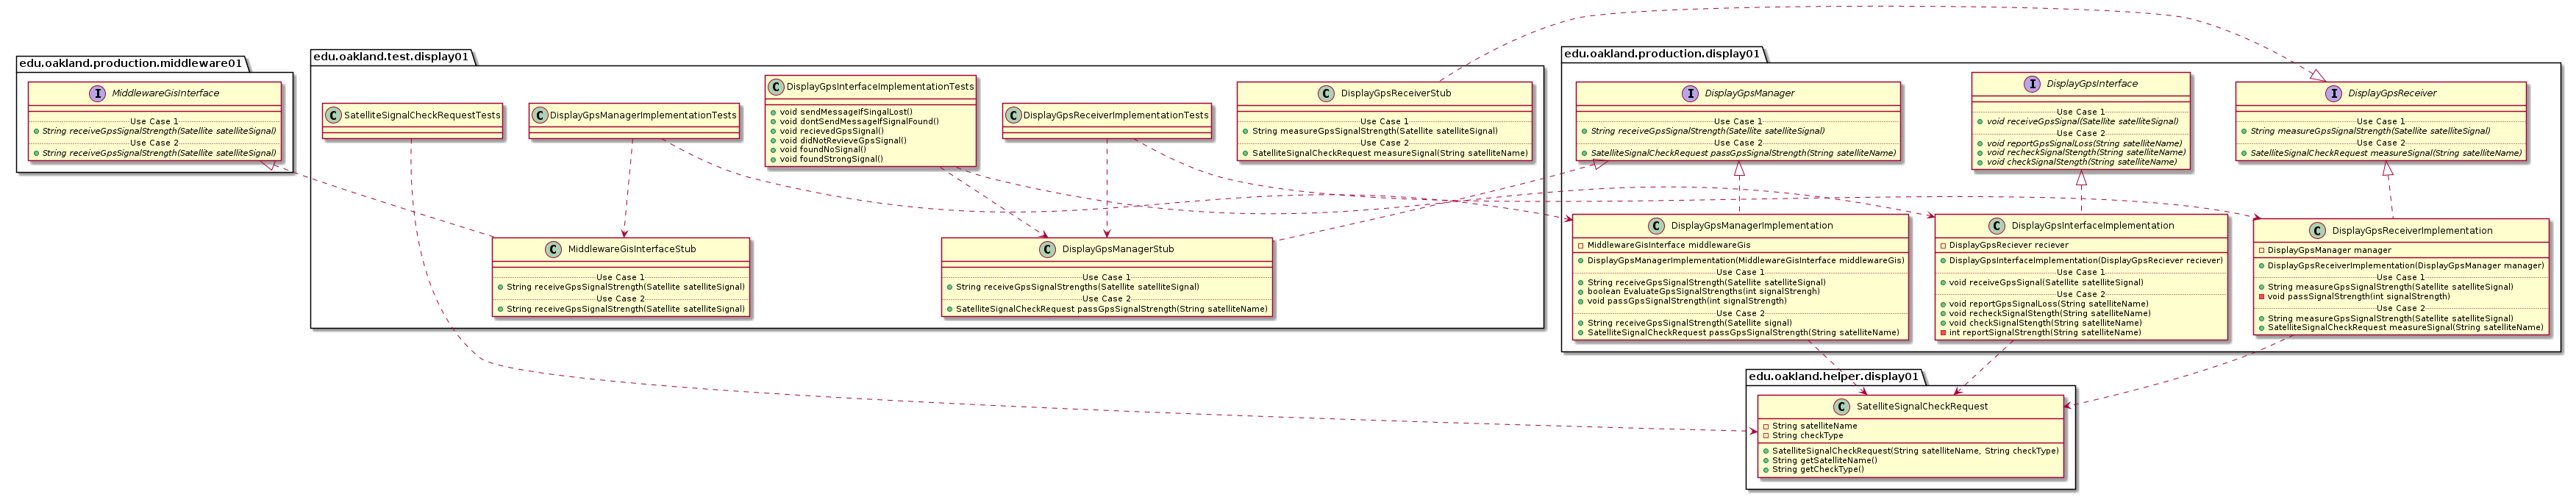 edu.oakland.production.middleware01
MiddlewareGisInterface
Use Case 1
String receiveGpsSignalStrength(Satellite satelliteSignal)
Use Case 2
String receiveGpsSignalStrength(Satellite satelliteSignal)
edu.oakland.test.display01
SatelliteSignalCheckRequestTests
DisplayGpsManagerImplementationTests
DisplayGpsInterfaceImplementationTests
void sendMessageIfSingalLost()
void dontSendMessageIfSignalFound()
void recievedGpsSignal()
void didNotRevieveGpsSignal()
void foundNoSignal()
void foundStrongSignal()
DisplayGpsReceiverImplementationTests
DisplayGpsReceiverStub
Use Case 1
String measureGpsSignalStrength(Satellite satelliteSignal)
Use Case 2
SatelliteSignalCheckRequest measureSignal(String satelliteName)
MiddlewareGisInterfaceStub
Use Case 1
String receiveGpsSignalStrength(Satellite satelliteSignal)
Use Case 2
String receiveGpsSignalStrength(Satellite satelliteSignal)
DisplayGpsManagerStub
Use Case 1
String receiveGpsSignalStrengths(Satellite satelliteSignal)
Use Case 2
SatelliteSignalCheckRequest passGpsSignalStrength(String satelliteName)
edu.oakland.production.display01
DisplayGpsManager
Use Case 1
String receiveGpsSignalStrength(Satellite satelliteSignal)
Use Case 2
SatelliteSignalCheckRequest passGpsSignalStrength(String satelliteName)
DisplayGpsInterface
Use Case 1
void receiveGpsSignal(Satellite satelliteSignal)
Use Case 2
void reportGpsSignalLoss(String satelliteName)
void recheckSignalStength(String satelliteName)
void checkSignalStength(String satelliteName)
DisplayGpsReceiver
Use Case 1
String measureGpsSignalStrength(Satellite satelliteSignal)
Use Case 2
SatelliteSignalCheckRequest measureSignal(String satelliteName)
DisplayGpsManagerImplementation
MiddlewareGisInterface middlewareGis
DisplayGpsManagerImplementation(MiddlewareGisInterface middlewareGis)
Use Case 1
String receiveGpsSignalStrength(Satellite satelliteSignal)
boolean EvaluateGpsSignalStrengths(int signalStrengh)
void passGpsSignalStrength(int signalStrength)
Use Case 2
String receiveGpsSignalStrength(Satellite signal)
SatelliteSignalCheckRequest passGpsSignalStrength(String satelliteName)
DisplayGpsInterfaceImplementation
DisplayGpsReciever reciever
DisplayGpsInterfaceImplementation(DisplayGpsReciever reciever)
Use Case 1
void receiveGpsSignal(Satellite satelliteSignal)
Use Case 2
void reportGpsSignalLoss(String satelliteName)
void recheckSignalStength(String satelliteName)
void checkSignalStength(String satelliteName)
int reportSignalStrength(String satelliteName)
DisplayGpsReceiverImplementation
DisplayGpsManager manager
DisplayGpsReceiverImplementation(DisplayGpsManager manager)
Use Case 1
String measureGpsSignalStrength(Satellite satelliteSignal)
void passSignalStrength(int signalStrength)
Use Case 2
String measureGpsSignalStrength(Satellite satelliteSignal)
SatelliteSignalCheckRequest measureSignal(String satelliteName)
edu.oakland.helper.display01
SatelliteSignalCheckRequest
String satelliteName
String checkType
SatelliteSignalCheckRequest(String satelliteName, String checkType)
String getSatelliteName()
String getCheckType()